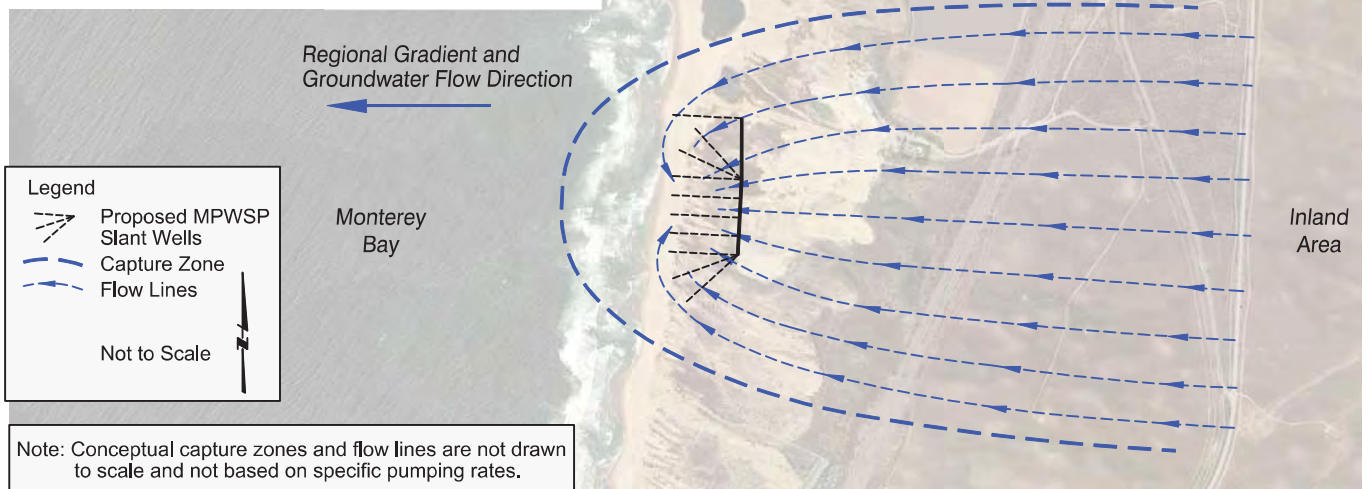 Regional Gradient and
Groundwater Flow Direction
Legend
Proposed MPWSP
Slant Wells
Capture Zone
Flow Lines
Not to Scale
Monterey
Bay
Inland
Area
Note: Conceptual capture zones and flow lines are not drawn
to scale and not based on specific pumping rates.